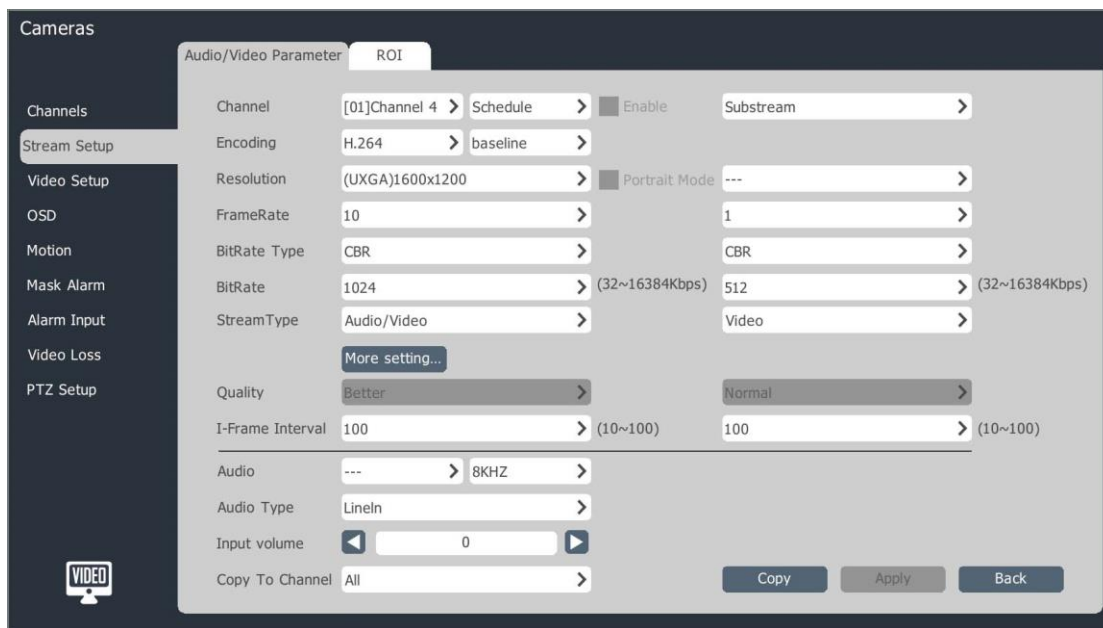 Cameras
Audio/Video Parameter ROI
Channels
Stream Setup
Video Setup
OSD
Motion
Mask Alarm
Alarm Input
Video Loss
PTZ Setup
Channel [01]Channel 4 Schedule Enable Substream
Encoding H.264 baseline
Resolution (UXGA)1600x1200 Portrait Mode ---
FrameRate 10 1
BitRate Type CBR CBR
BitRate 1024 (32~16384Kbps) 512 (32~16384Kbps)
StreamType Audio/Video Video
More setting...
Quality Better Normal
I-Frame Interval 100 (10~100) 100 (10~100)
Audio --- 8KHZ
Audio Type LineIn
Input volume 0
Copy To Channel All Copy Apply Back
VIDEO